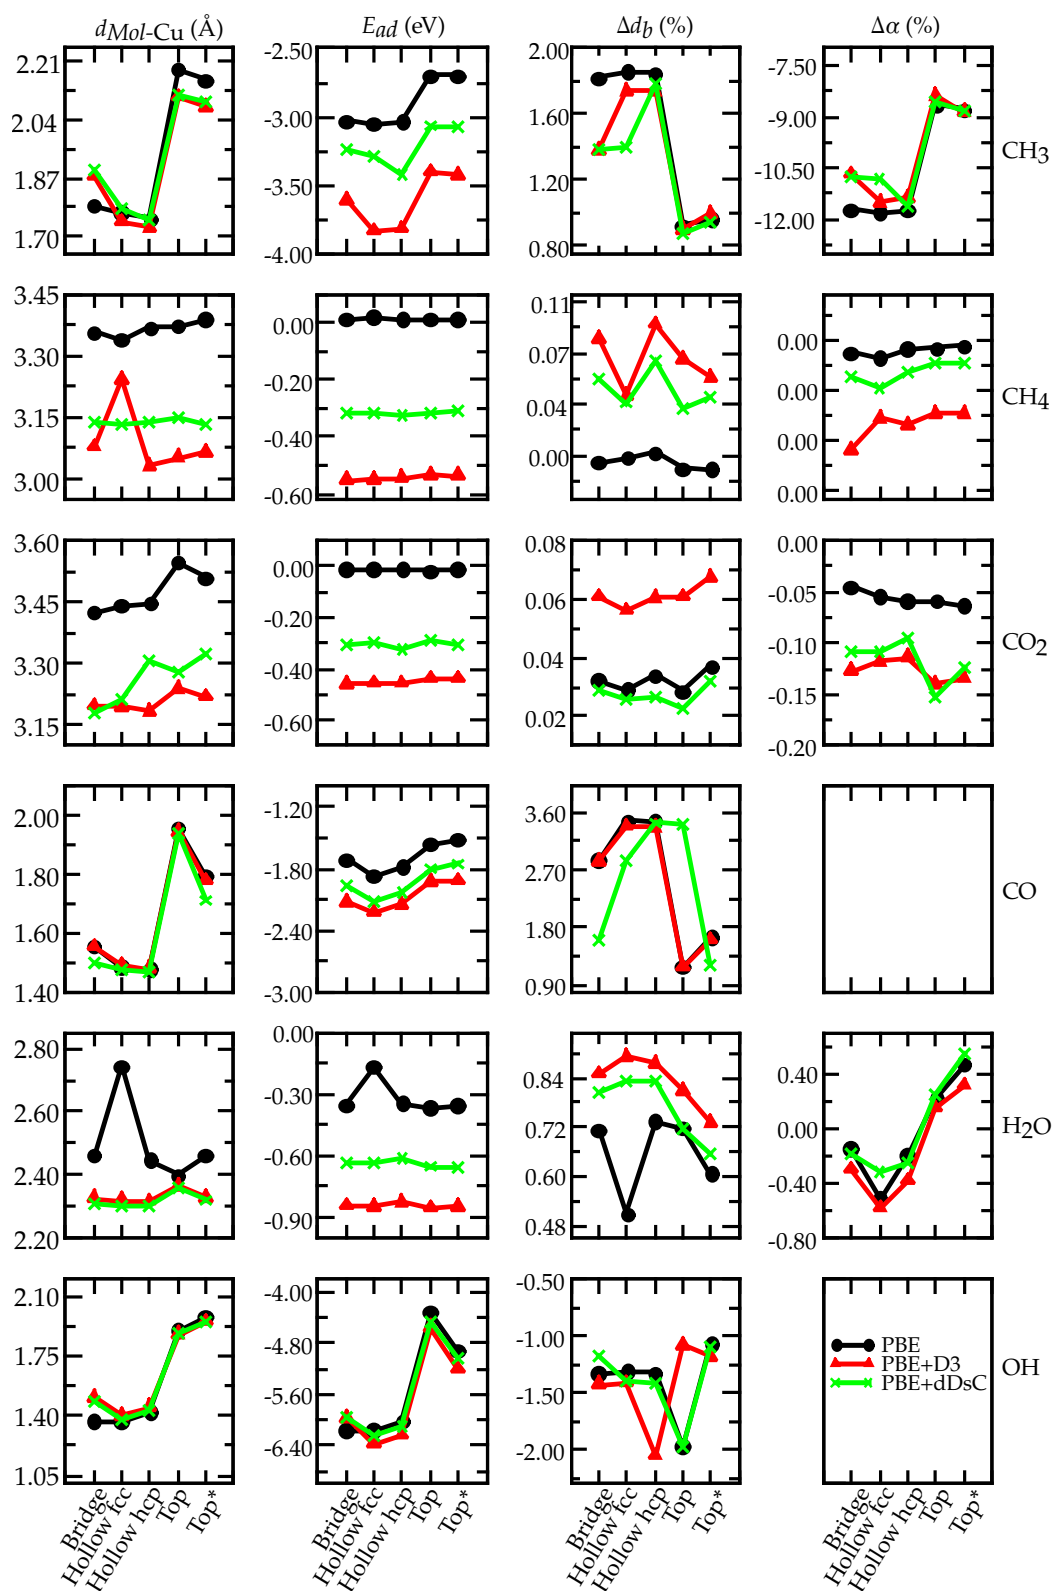 dMol-Cu (Å) Ead (eV) Δdb (%) Δα (%)
2.21 2.04 1.87 1.70
-2.50 -3.00 -3.50 -4.00
2.00 1.60 1.20 0.80
-7.50 -9.00 -10.50 -12.00
CH3
3.45 3.30 3.15 3.00
0.00 -0.20 -0.40 -0.60
0.11 0.07 0.04 0.00
0.00 0.00 0.00 0.00
CH4
3.60 3.45 3.30 3.15
0.00 -0.20 -0.40 -0.60
0.08 0.06 0.04 0.02
0.00 -0.05 -0.10 -0.15 -0.20
CO2
2.00 1.80 1.60 1.40
-1.20 -1.80 -2.40 -3.00
3.60 2.70 1.80 0.90
CO
2.80 2.60 2.40 2.20
0.00 -0.30 -0.60 -0.90
0.84 0.72 0.60 0.48
0.40 0.00 -0.40 -0.80
H2O
2.10 1.75 1.40 1.05
-4.00 -4.80 -5.60 -6.40
-0.50 -1.00 -1.50 -2.00
PBE
PBE+D3
PBE+dDsC
OH
Bridge Hollow fcc Hollow hcp Top Top*
Bridge Hollow fcc Hollow hcp Top Top*
Bridge Hollow fcc Hollow hcp Top Top*
Bridge Hollow fcc Hollow hcp Top Top*